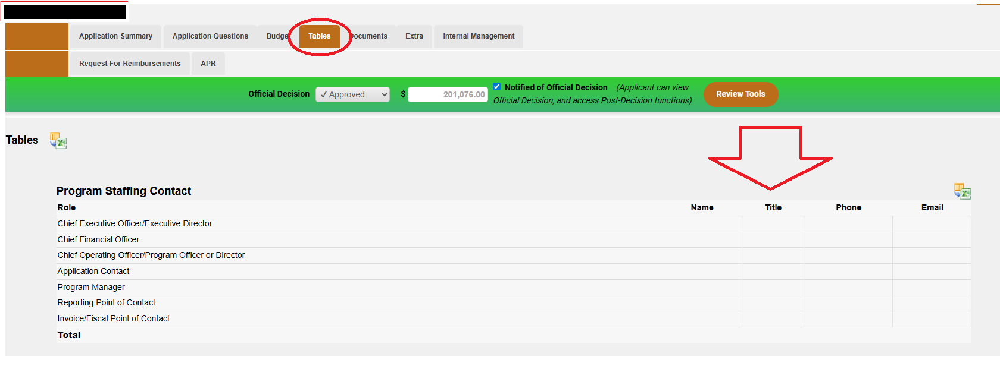 Application Summary Application Questions Budge Tables ocuments Extra Internal Management
Request For Reimbursements APR
Official Decision ✓ Approved $ 201,076.00 Notified of Official Decision (Applicant can view
Official Decision, and access Post-Decision functions) Review Tools
Tables
Program Staffing Contact
Role Name Title Phone Email
Chief Executive Officer/Executive Director
Chief Financial Officer
Chief Operating Officer/Program Officer or Director
Application Contact
Program Manager
Reporting Point of Contact
Invoice/Fiscal Point of Contact
Total